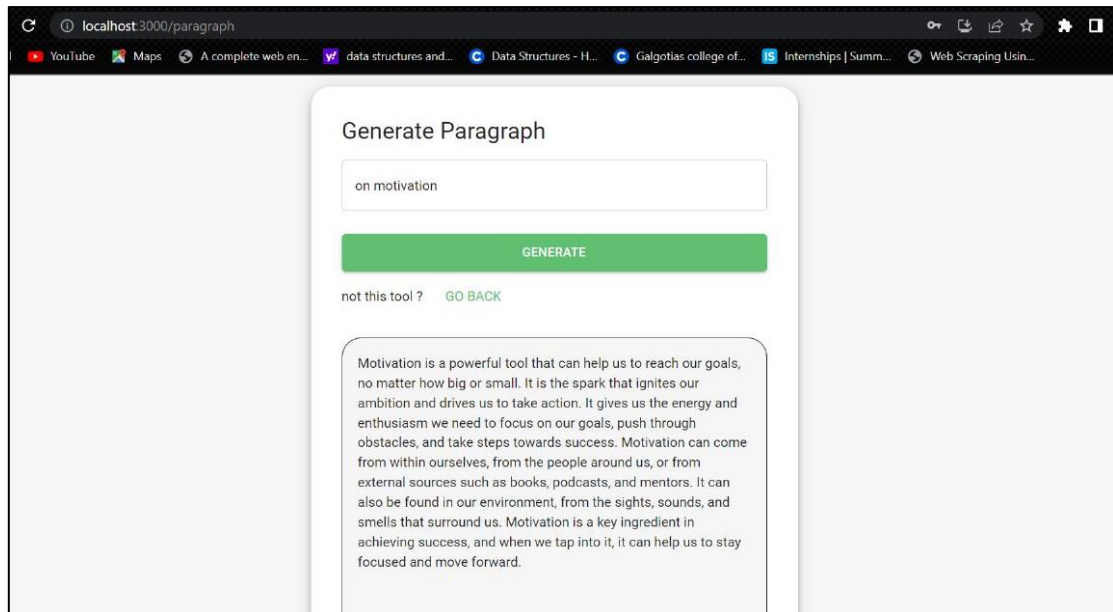 localhost:3000/paragraph
YouTube Maps A complete web en... data structures and... Data Structures - H... Galgotias college of... Internships | Summ... Web Scraping Usin...
Generate Paragraph
on motivation
GENERATE
not this tool ? GO BACK
Motivation is a powerful tool that can help us to reach our goals,
no matter how big or small. It is the spark that ignites our
ambition and drives us to take action. It gives us the energy and
enthusiasm we need to focus on our goals, push through
obstacles, and take steps towards success. Motivation can come
from within ourselves, from the people around us, or from
external sources such as books, podcasts, and mentors. It can
also be found in our environment, from the sights, sounds, and
smells that surround us. Motivation is a key ingredient in
achieving success, and when we tap into it, it can help us to stay
focused and move forward.